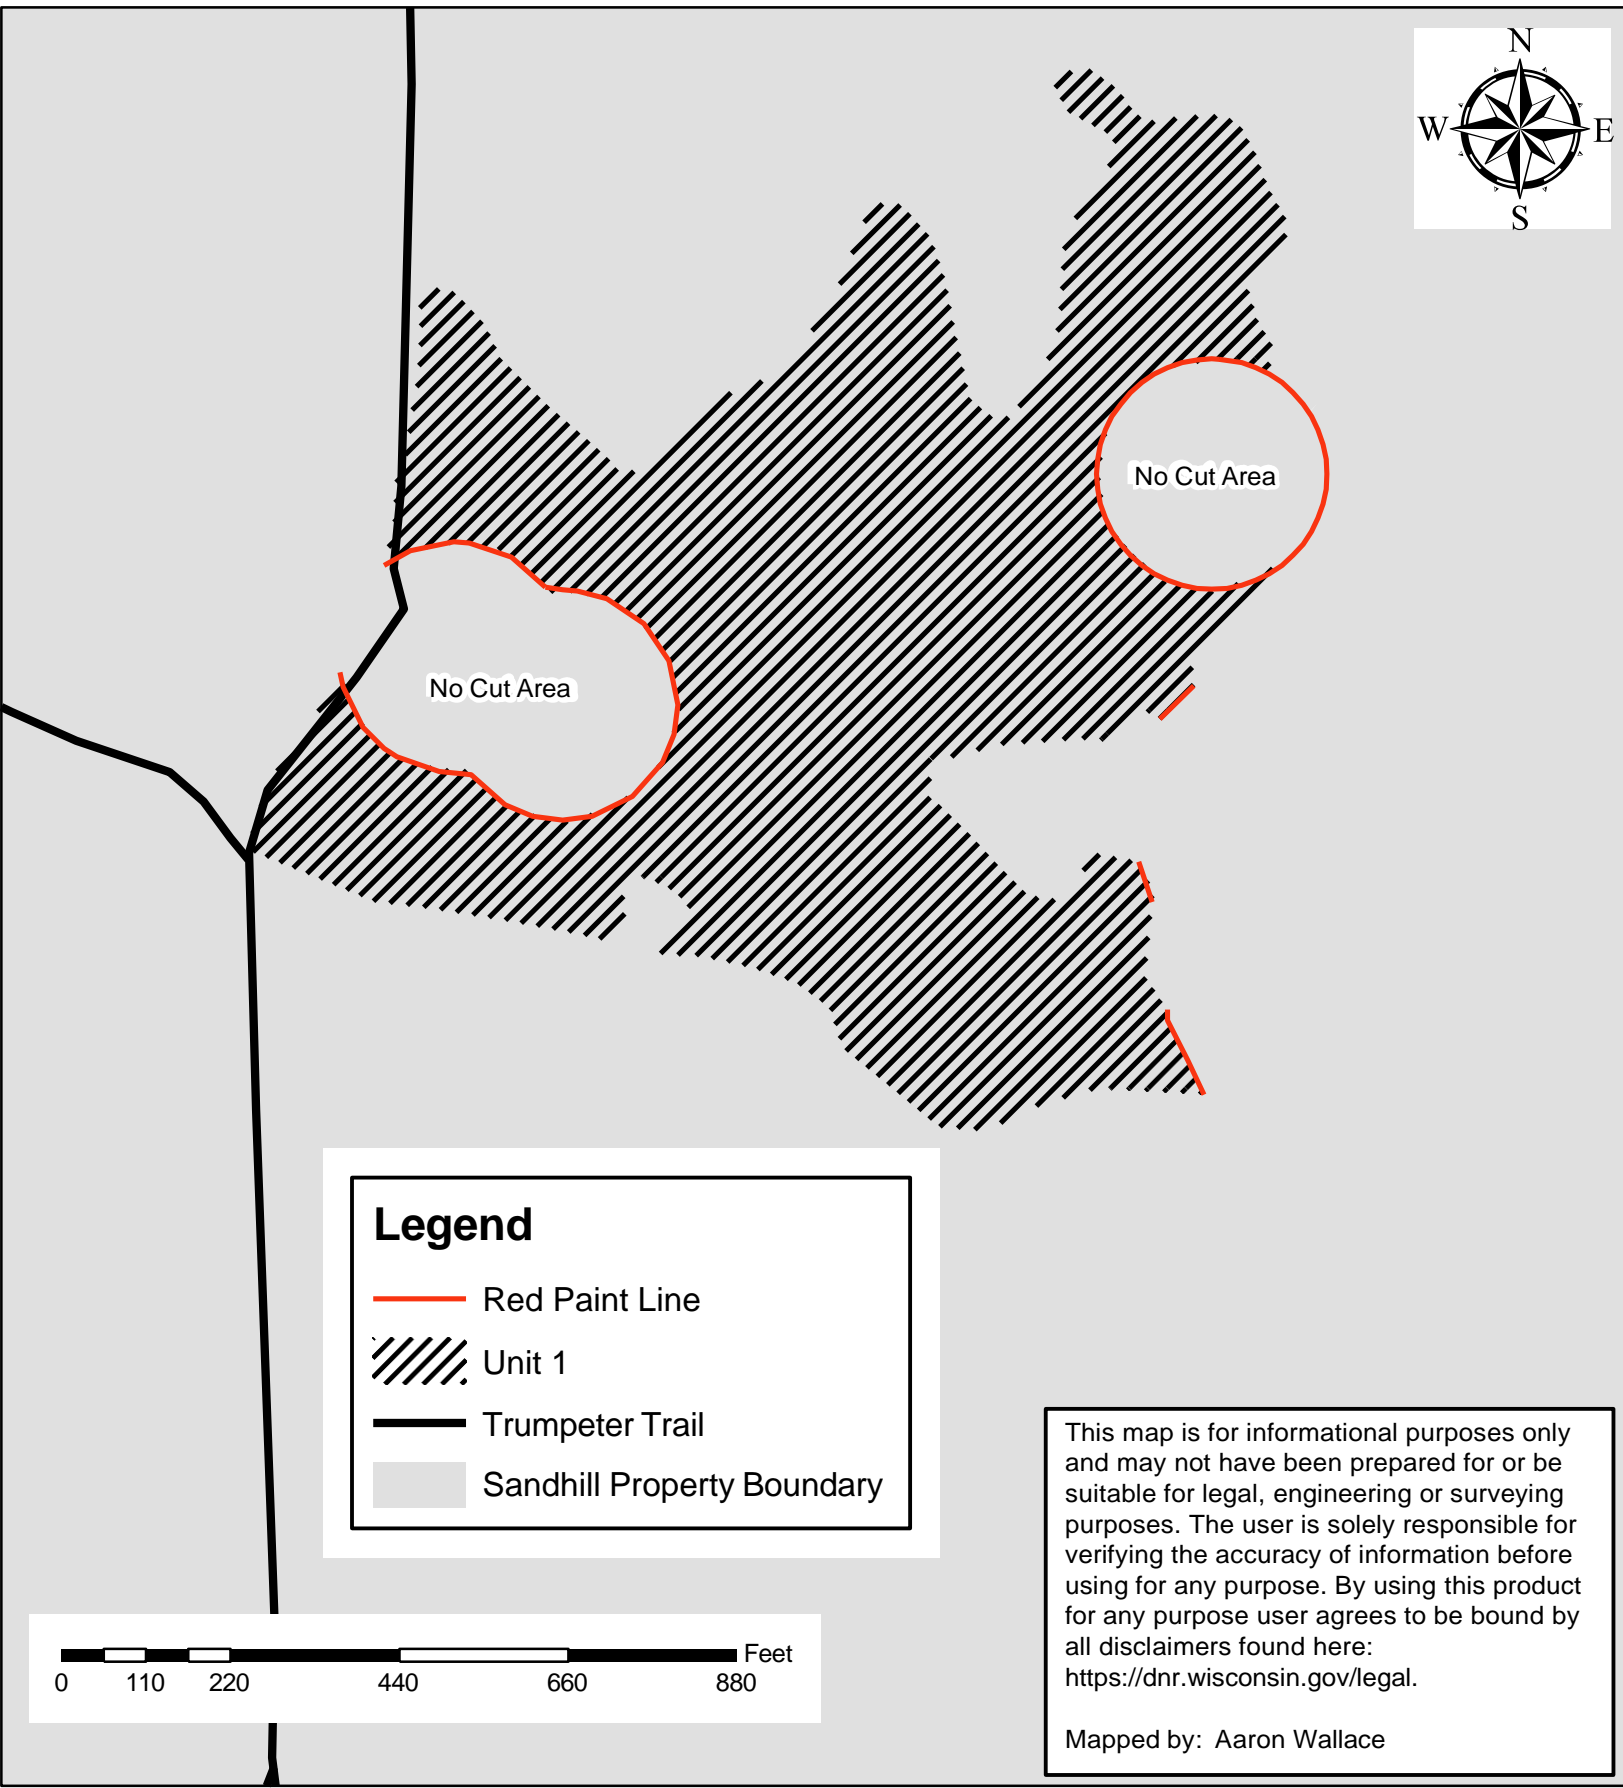 N
W E
S
No Cut Area
No Cut Area
Legend
Red Paint Line
Unit 1
Trumpeter Trail
Sandhill Property Boundary
This map is for informational purposes only
and may not have been prepared for or be
suitable for legal, engineering or surveying
purposes. The user is solely responsible for
verifying the accuracy of information before
using for any purpose. By using this product
for any purpose user agrees to be bound by
all disclaimers found here:
https://dnr.wisconsin.gov/legal.
Mapped by: Aaron Wallace
Feet
0 110 220 440 660 880